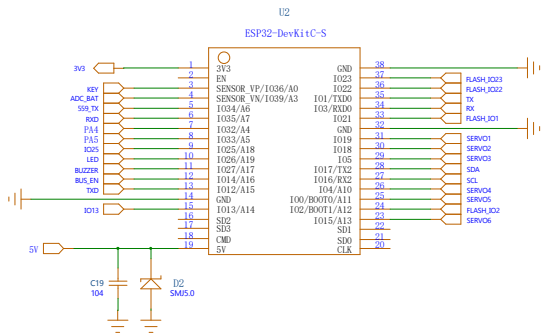 U2
ESP32-DevKitC-S
3V3 1 3V3 GND 38
2 EN IO23 37 FLASH_IO23
KEY 3 SENSOR_VP/IO36/A0 IO22 36 FLASH_IO22
ADC_BAT 4 SENSOR_VN/IO39/A3 IO1/TXD0 35 TX
559_TX 5 IO34/A6 IO3/RXD0 34 RX
RXD 6 IO35/A7 IO21 33 FLASH_IO1
PA4 7 IO32/A4 GND 32
PA5 8 IO33/A5 IO19 31 SERVO1
IO25 9 IO25/A18 IO18 30 SERVO2
LED 10 IO26/A19 IO5 29 SERVO3
BUZZER 11 IO27/A17 IO17/TX2 28 SDA
BUS_EN 12 IO14/A16 IO16/RX2 27 SCL
TXD 13 IO12/A15 IO4/A10 26 SERVO4
14 GND IO0/BOOT0/A11 25 SERVO5
IO13 15 IO13/A14 IO2/BOOT1/A12 24 FLASH_IO2
16 SD2 IO15/A13 23 SERVO6
17 SD3 SD1 22
18 CMD SD0 21
5V 19 5V CLK 20
C19 D2
104 SMJ5.0